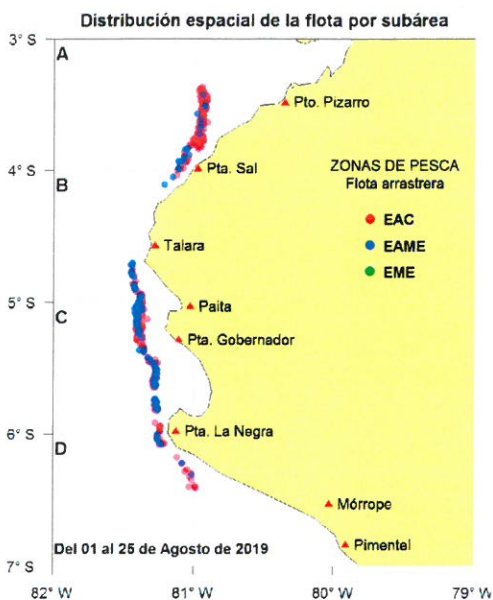 Distribución espacial de la flota por subárea
3° S
A
Pto. Pizarro
4° S
Pta. Sal
B
ZONAS DE PESCA
Flota arrastrera
EAC
EAME
EME
Talara
5° S
C
Paita
Pta. Gobernador
6° S
Pta. La Negra
D
Mórrope
Pimentel
Del 01 al 25 de Agosto de 2019
7° S
82° W
81° W
80° W
79° W